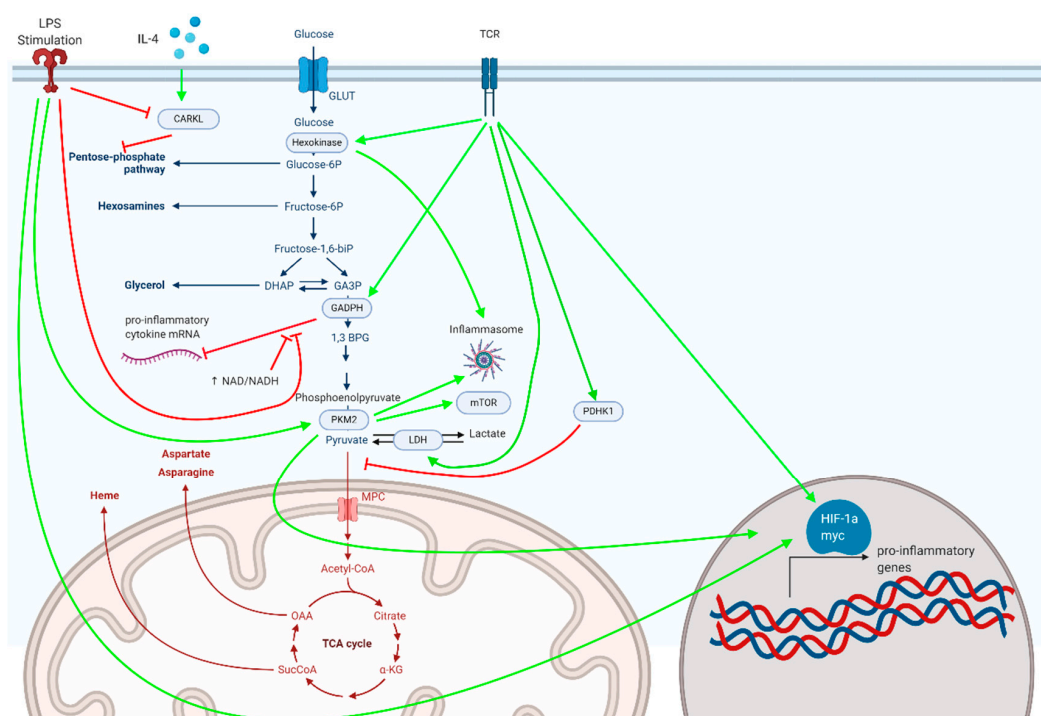 LPS
Stimulation
IL-4
Glucose
TCR
GLUT
CARKL
Glucose
Hexokinase
Pentose-phosphate
pathway
Glucose-6P
Hexosamines
Fructose-6P
Fructose-1,6-biP
Glycerol
DHAP
GA3P
GADPH
pro-inflammatory
cytokine mRNA
1,3 BPG
Inflammasome
↑ NAD/NADH
Phosphoenolpyruvate
mTOR
PDHK1
PKM2
Pyruvate
LDH
Lactate
Aspartate
Asparagine
Heme
MPC
HIF-1a
myc
pro-inflammatory
genes
Acetyl-CoA
OAA
Citrate
TCA cycle
SucCoA
α-KG